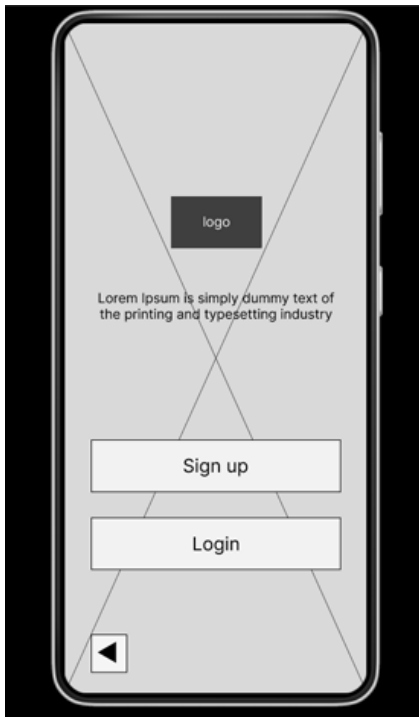 logo
Lorem Ipsum is simply dummy text of
the printing and typesetting industry
Sign up
Login